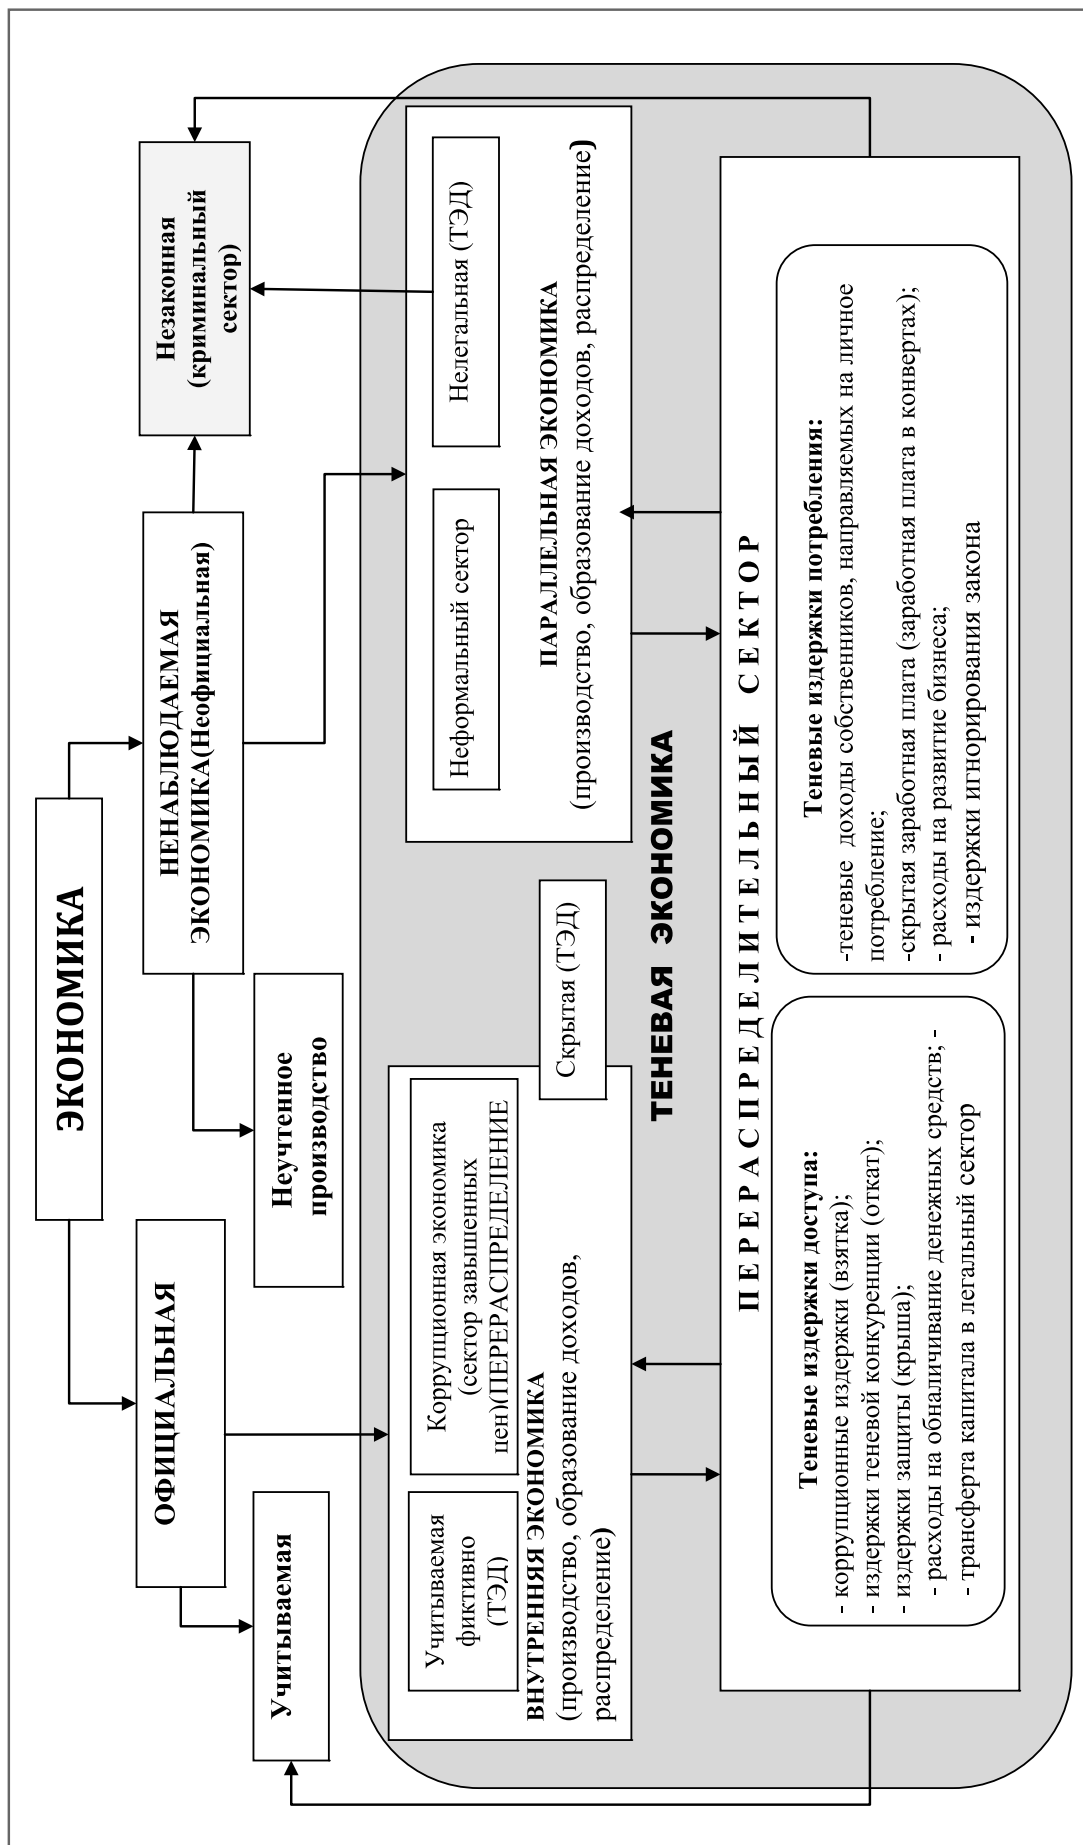 ЭКОНОМИКА
ОФИЦИАЛЬНАЯ
НЕНАБЛЮДАЕМАЯ
ЭКОНОМИКА(Неофициальная)
Незаконная
(криминальный
сектор)
Учитываемая
Неучтенное
производство
Учитываемая
фиктивно
(ТЭД)
Коррупционная экономика
(сектор завышенных
цен)(ПЕРЕРАСПРЕДЕЛЕНИЕ
ВНУТРЕННЯЯ ЭКОНОМИКА
(производство, образование доходов,
распределение)
Скрытая (ТЭД)
Неформальный сектор
Нелегальная (ТЭД)
ПАРАЛЛЕЛЬНАЯ ЭКОНОМИКА
(производство, образование доходов, распределение)
ТЕНЕВАЯ ЭКОНОМИКА
ПЕРЕРАСПРЕДЕЛИТЕЛЬНЫЙ СЕКТОР
Теневые издержки доступа:
- коррупционные издержки (взятка);
- издержки теневой конкуренции (откат);
- издержки защиты (крыша);
- расходы на обналичивание денежных средств; -
- трансферта капитала в легальный сектор
Теневые издержки потребления:
-теневые доходы собственников, направляемых на личное
потребление;
-скрытая заработная плата (заработная плата в конвертах);
- расходы на развитие бизнеса;
- издержки игнорирования закона